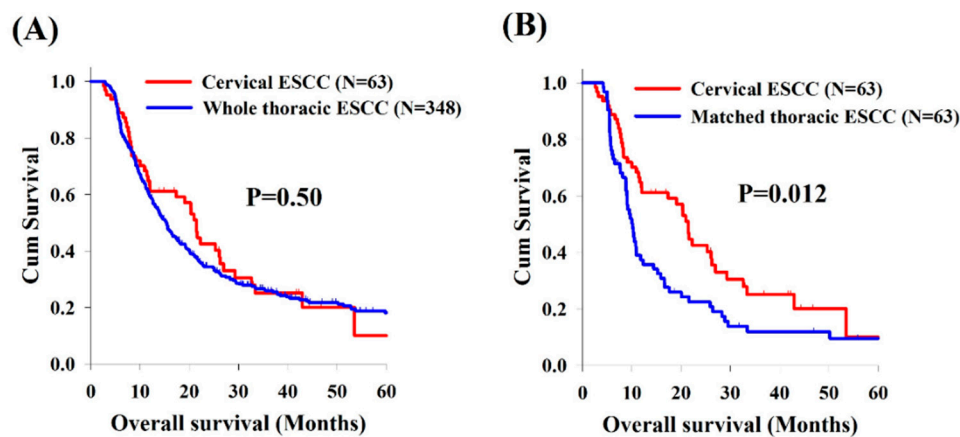 (A)
Cervical ESCC (N=63)
Whole thoracic ESCC (N=348)
P=0.50
Cum Survival
1.0
0.8
0.6
0.4
0.2
0.0
0 10 20 30 40 50 60
Overall survival (Months)
(B)
Cervical ESCC (N=63)
Matched thoracic ESCC (N=63)
P=0.012
Cum Survival
1.0
0.8
0.6
0.4
0.2
0.0
0 10 20 30 40 50 60
Overall survival (Months)